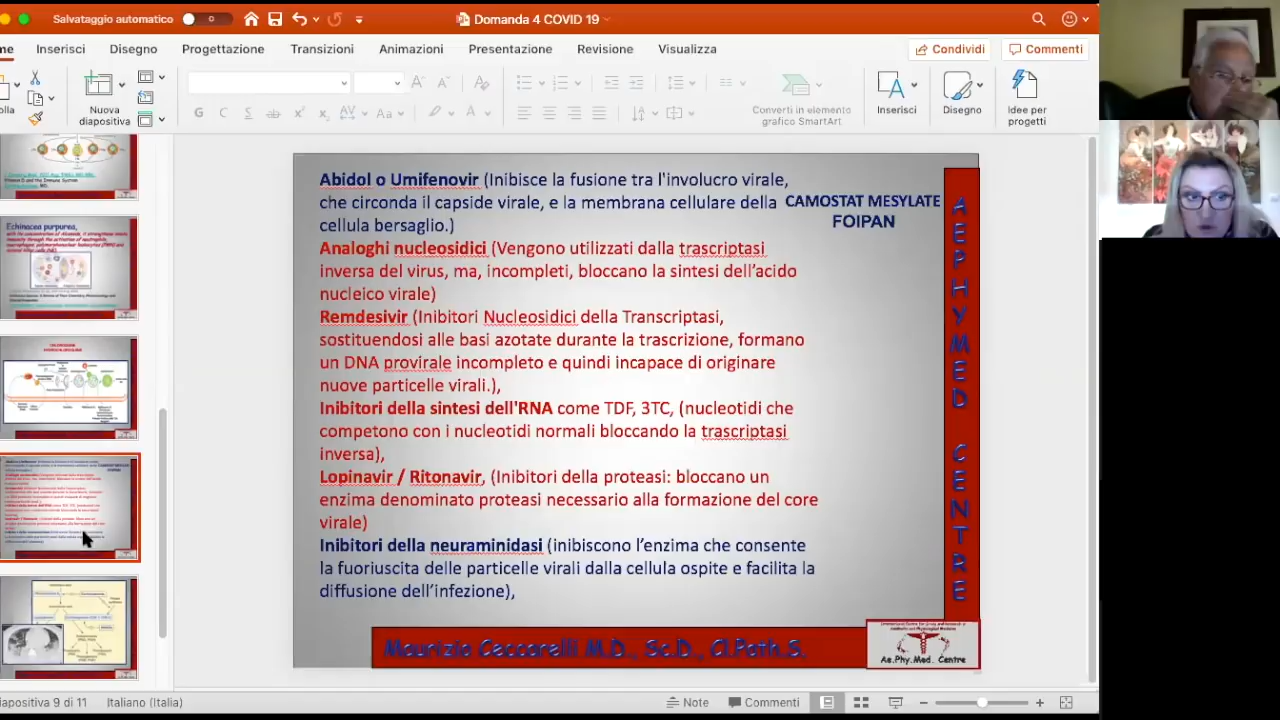 Salvataggio automatico
Domanda 4 COVID 19
me
Inserisci
Disegno
Progettazione
Transizioni
Animazioni
Presentazione
Revisione
Visualizza
Condividi
Commenti
Nuova
diapositiva
G C S ab x² x₂ AV Aa A
Converti in elemento
grafico SmartArt
Inserisci
Disegno
Idee per
progetti
Echinacea purpurea,
Abidol o Umifenovir (Inibisce la fusione tra l'involucro virale,
che circonda il capside virale, e la membrana cellulare della
cellula bersaglio.)
CAMOSTAT MESYLATE
FOIPAN
Analoghi nucleosidici (Vengono utilizzati dalla trascriptasi
inversa del virus, ma, incompleti, bloccano la sintesi dell'acido
nucleico virale)
Remdesivir (Inibitori Nucleosidici della Transcriptasi,
sostituendosi alle basi azotate durante la trascrizione, formano
un DNA provirale incompleto e quindi incapace di originare
nuove particelle virali.),
Inibitori della sintesi dell'RNA come TDF, 3TC, (nucleotidi che
competono con i nucleotidi normali bloccando la trascriptasi
inversa),
Lopinavir / Ritonavir, (Inibitori della proteasi: bloccano un
enzima denominato proteasi necessario alla formazione del core
virale)
Inibitori della neuraminidasi (inibiscono l'enzima che consente
la fuoriuscita delle particelle virali dalla cellula ospite e facilita la
diffusione dell'infezione),
AEPHYMED CENTRE
Maurizio Ceccarelli M.D., Sc.D., Cl.Path.S.
Ae.Phy.Med. Centre
iapositiva 9 di 11
Italiano (Italia)
Note
Commenti